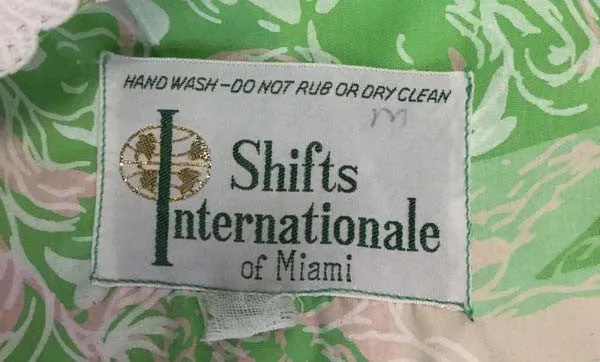 HAND WASH - DO NOT RUB OR DRY CLEAN
m
Shifts
Internationale
of Miami